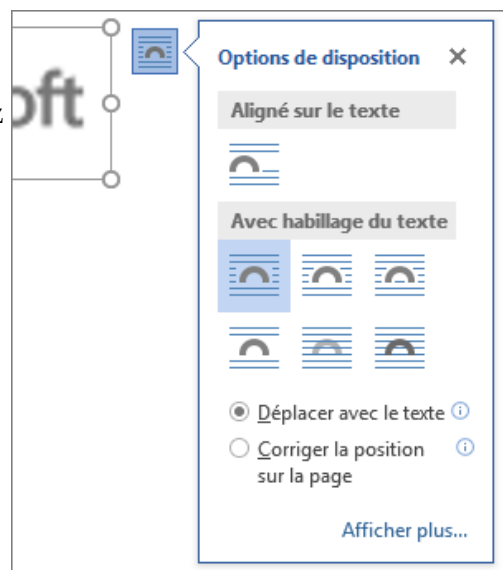 Options de disposition
oft
Aligné sur le texte
Avec habillage du texte
Déplacer avec le texte
Corriger la position
sur la page
Afficher plus...